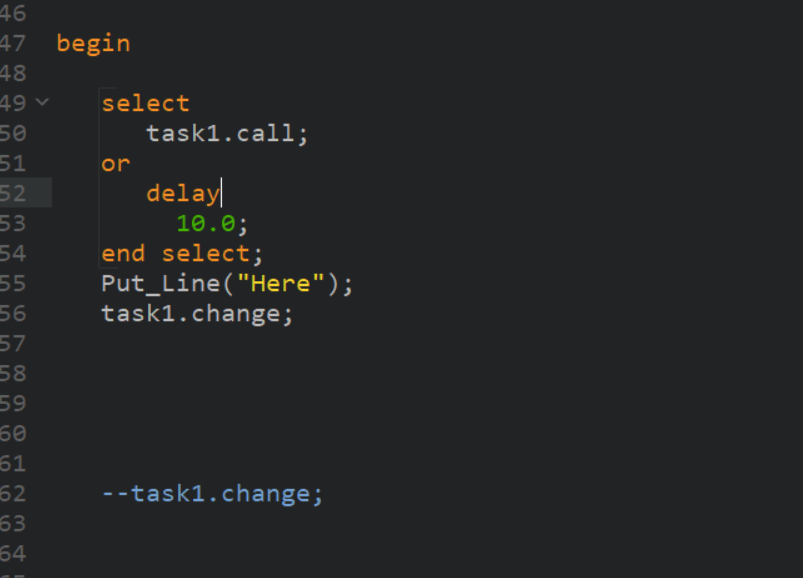 46
47 begin
48
49 select
50 task1.call;
51 or
52 delay
53 10.0;
54 end select;
55 Put_Line("Here");
56 task1.change;
57
58
59
60
61
62 --task1.change;
63
64